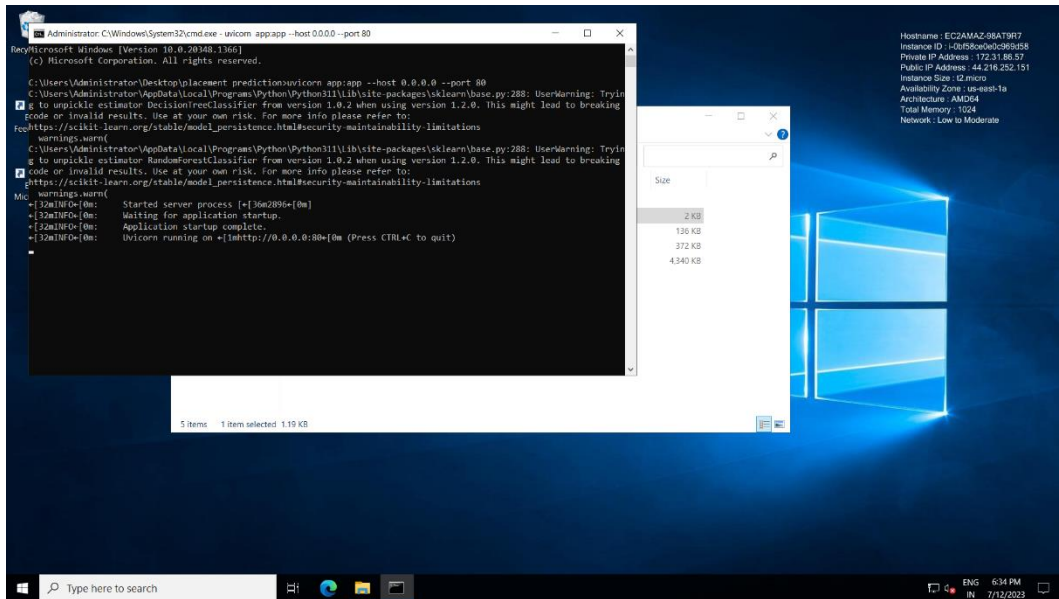 Administrator: C:\Windows\System32\cmd.exe - uvicorn app:app --host 0.0.0.0 --port 80
Microsoft Windows [Version 10.0.20348.1366]
(c) Microsoft Corporation. All rights reserved.
C:\Users\Administrator\Desktop\placement prediction>uvicorn app:app --host 0.0.0.0 --port 80
C:\Users\Administrator\AppData\Local\Programs\Python\Python311\Lib\site-packages\sklearn\base.py:288: UserWarning: Tryin
g to unpickle estimator DecisionTreeClassifier from version 1.0.2 when using version 1.2.0. This might lead to breaking
code or invalid results. Use at your own risk. For more info please refer to:
https://scikit-learn.org/stable/model_persistence.html#security-maintainability-limitations
warnings.warn(
C:\Users\Administrator\AppData\Local\Programs\Python\Python311\Lib\site-packages\sklearn\base.py:288: UserWarning: Tryin
g to unpickle estimator RandomForestClassifier from version 1.0.2 when using version 1.2.0. This might lead to breaking
code or invalid results. Use at your own risk. For more info please refer to:
https://scikit-learn.org/stable/model_persistence.html#security-maintainability-limitations
warnings.warn(
←[32mINFO←[0m: Started server process [←[36m2896←[0m]
←[32mINFO←[0m: Waiting for application startup.
←[32mINFO←[0m: Application startup complete.
←[32mINFO←[0m: Uvicorn running on ←[1mhttp://0.0.0.0:80←[0m (Press CTRL+C to quit)
Recy
Fee
Mic
Size
2 KB
136 KB
372 KB
4,340 KB
5 items 1 item selected 1.19 KB
Hostname : EC2AMAZ-98AT9R7
Instance ID : i-0bf58ce0e0c969d58
Private IP Address : 172.31.86.57
Public IP Address : 44.216.252.151
Instance Size : t2.micro
Availability Zone : us-east-1a
Architecture : AMD64
Total Memory : 1024
Network : Low to Moderate
Type here to search
ENG 6:34 PM
IN 7/12/2023